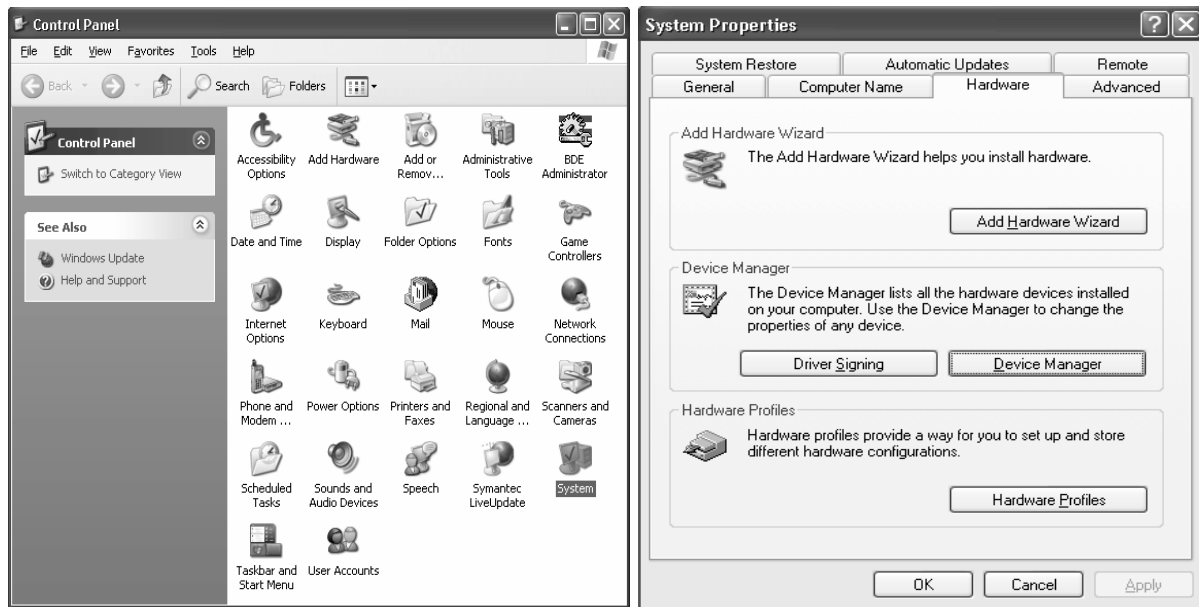 Control Panel
File Edit View Favorites Tools Help
Back Search Folders
Control Panel
Switch to Category View
See Also
Windows Update
Help and Support
Accessibility Options
Add Hardware
Add or Remov...
Administrative Tools
BDE Administrator
Date and Time
Display
Folder Options
Fonts
Game Controllers
Internet Options
Keyboard
Mail
Mouse
Network Connections
Phone and Modem ...
Power Options
Printers and Faxes
Regional and Language ...
Scanners and Cameras
Scheduled Tasks
Sounds and Audio Devices
Speech
Symantec LiveUpdate
System
Taskbar and Start Menu
User Accounts
System Properties
System Restore Automatic Updates Remote
General Computer Name Hardware Advanced
Add Hardware Wizard
The Add Hardware Wizard helps you install hardware.
Add Hardware Wizard
Device Manager
The Device Manager lists all the hardware devices installed
on your computer. Use the Device Manager to change the
properties of any device.
Driver Signing Device Manager
Hardware Profiles
Hardware profiles provide a way for you to set up and store
different hardware configurations.
Hardware Profiles
OK Cancel Apply